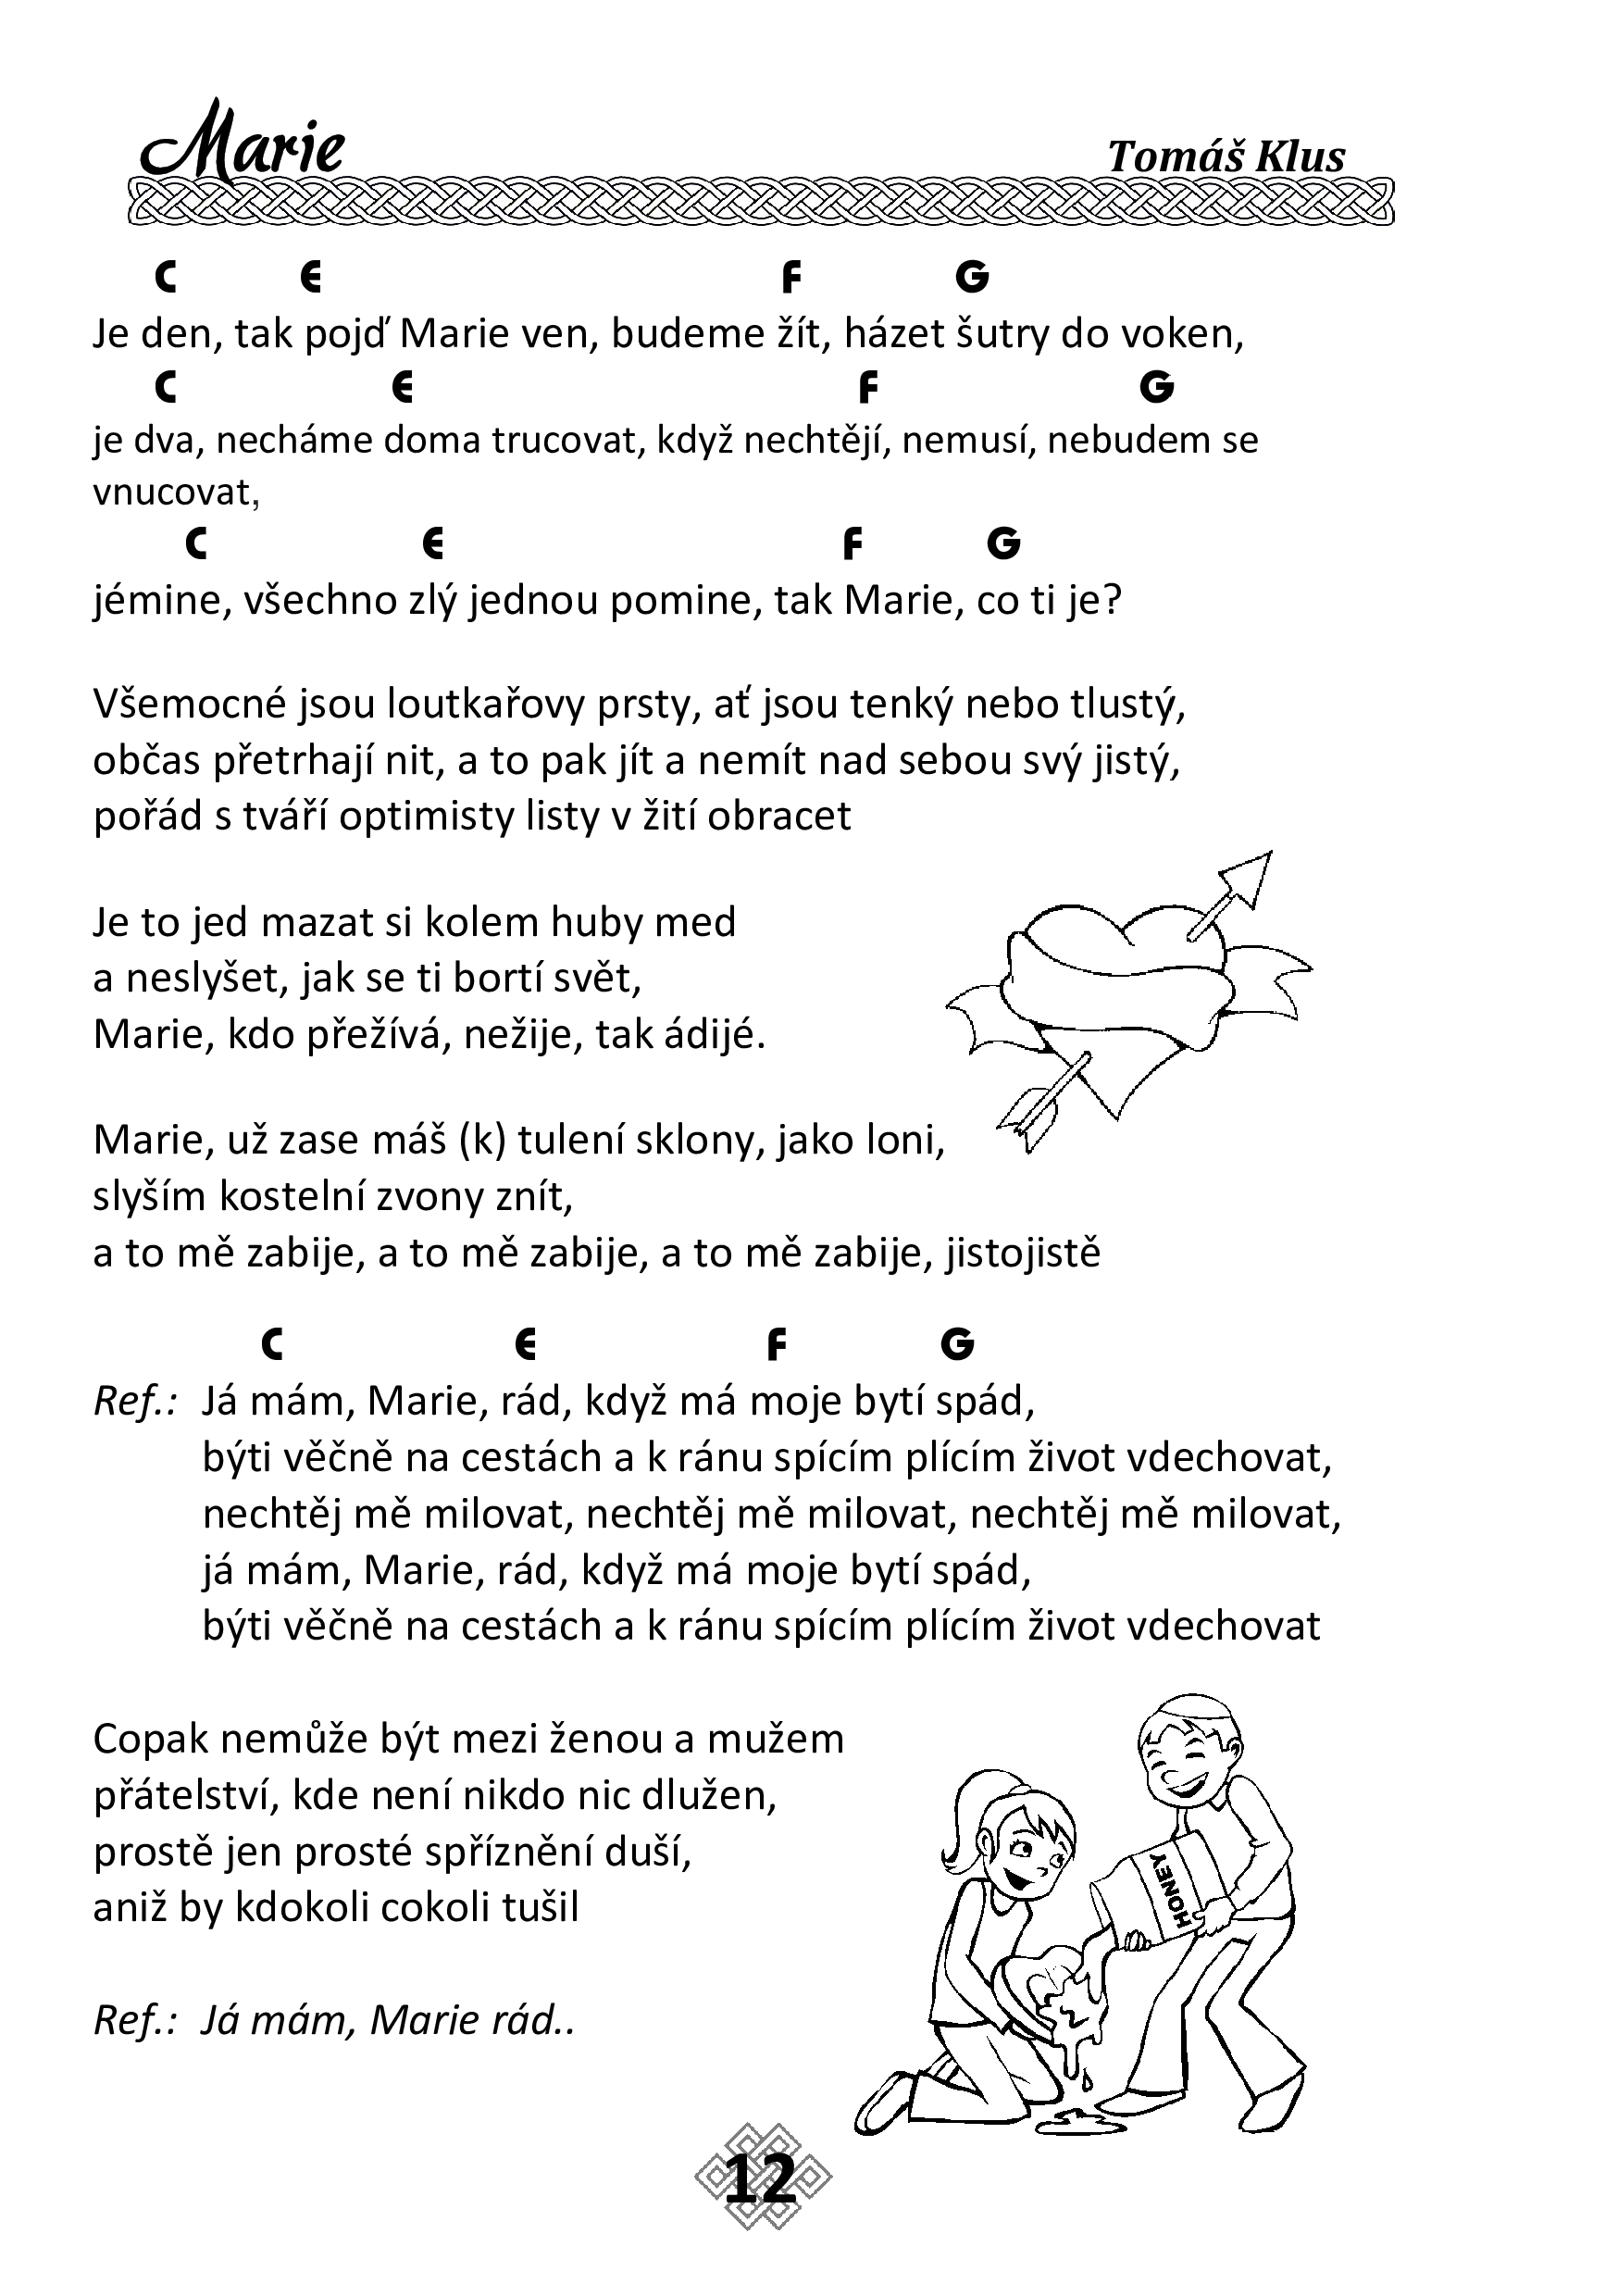 Marie
Tomáš Klus
C E F G
Je den, tak pojď Marie ven, budeme žít, házet šutry do voken,
C E F G
je dva, necháme doma trucovat, když nechtějí, nemusí, nebudem se
vnucovat,
C E F G
jémine, všechno zlý jednou pomine, tak Marie, co ti je?
Všemocné jsou loutkařovy prsty, ať jsou tenký nebo tlustý,
občas přetrhají nit, a to pak jít a nemít nad sebou svý jistý,
pořád s tváří optimisty listy v žití obracet
Je to jed mazat si kolem huby med
a neslyšet, jak se ti bortí svět,
Marie, kdo přežívá, nežije, tak ádijé.
Marie, už zase máš (k) tulení sklony, jako loni,
slyším kostelní zvony znít,
a to mě zabije, a to mě zabije, a to mě zabije, jistojistě
C E F G
Ref.: Já mám, Marie, rád, když má moje bytí spád,
býti věčně na cestách a k ránu spícím plícím život vdechovat,
nechtěj mě milovat, nechtěj mě milovat, nechtěj mě milovat,
já mám, Marie, rád, když má moje bytí spád,
býti věčně na cestách a k ránu spícím plícím život vdechovat
Copak nemůže být mezi ženou a mužem
přátelství, kde není nikdo nic dlužen,
prostě jen prosté spříznění duší,
aniž by kdokoli cokoli tušil
HONEY
Ref.: Já mám, Marie rád..
12